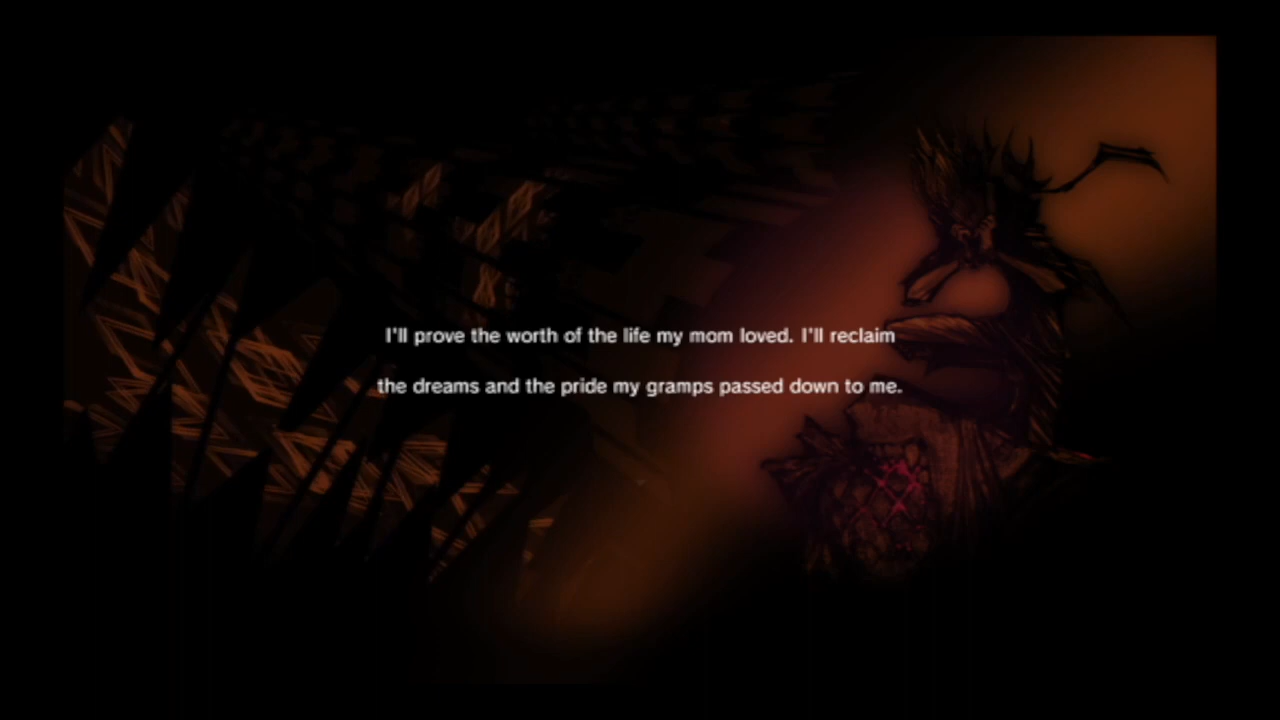 I'll prove the worth of the life my mom loved. I'll reclaim
the dreams and the pride my gramps passed down to me.